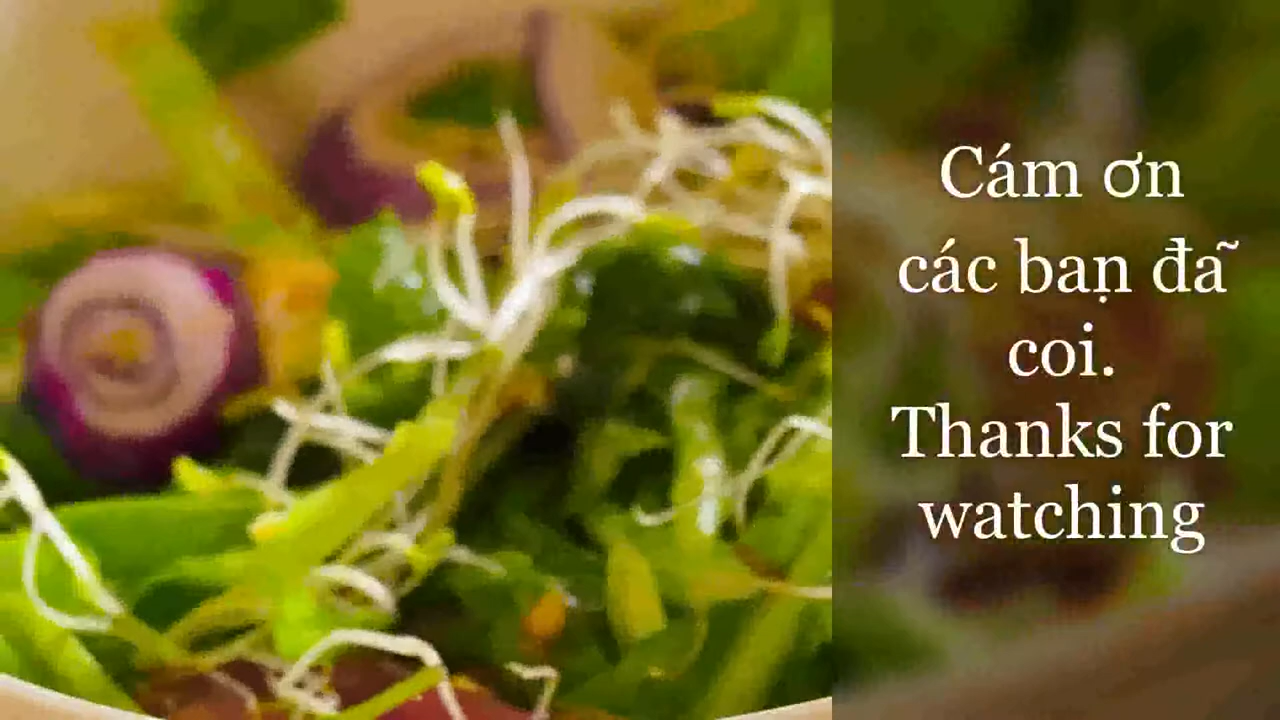 Cám ơn
các bạn đã
coi.
Thanks for
watching